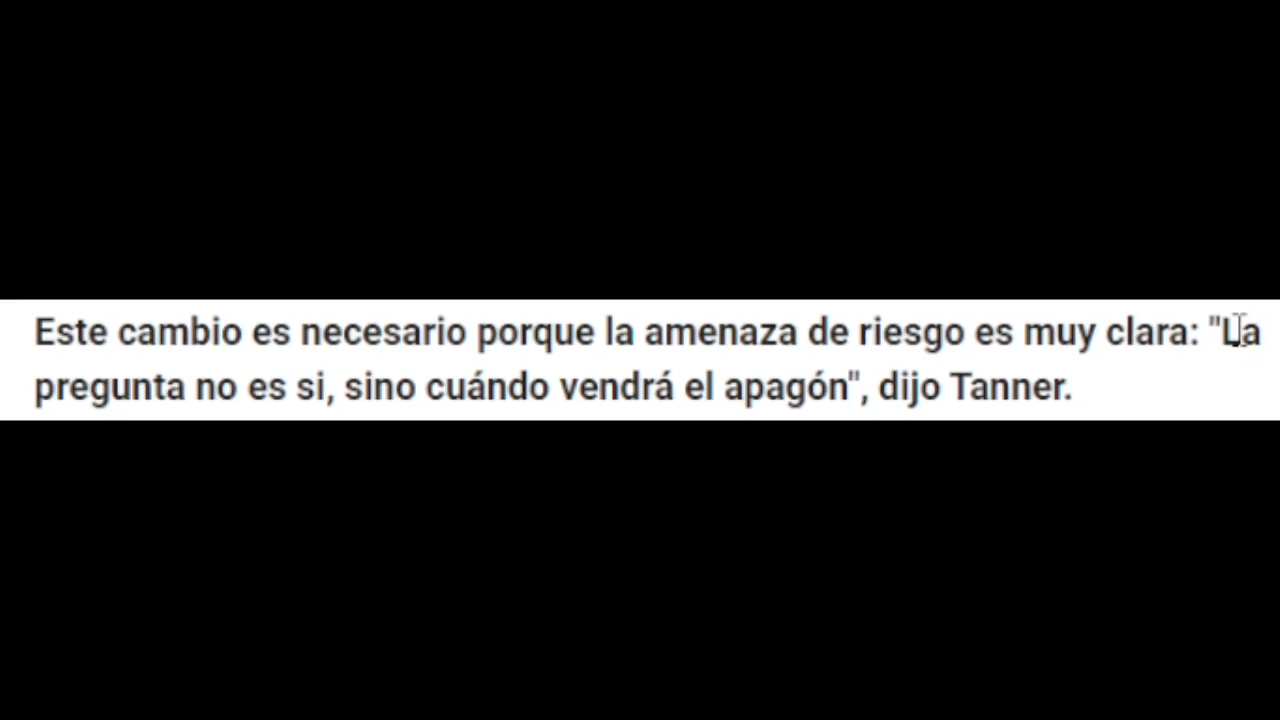 Este cambio es necesario porque la amenaza de riesgo es muy clara: "La
pregunta no es si, sino cuándo vendrá el apagón", dijo Tanner.